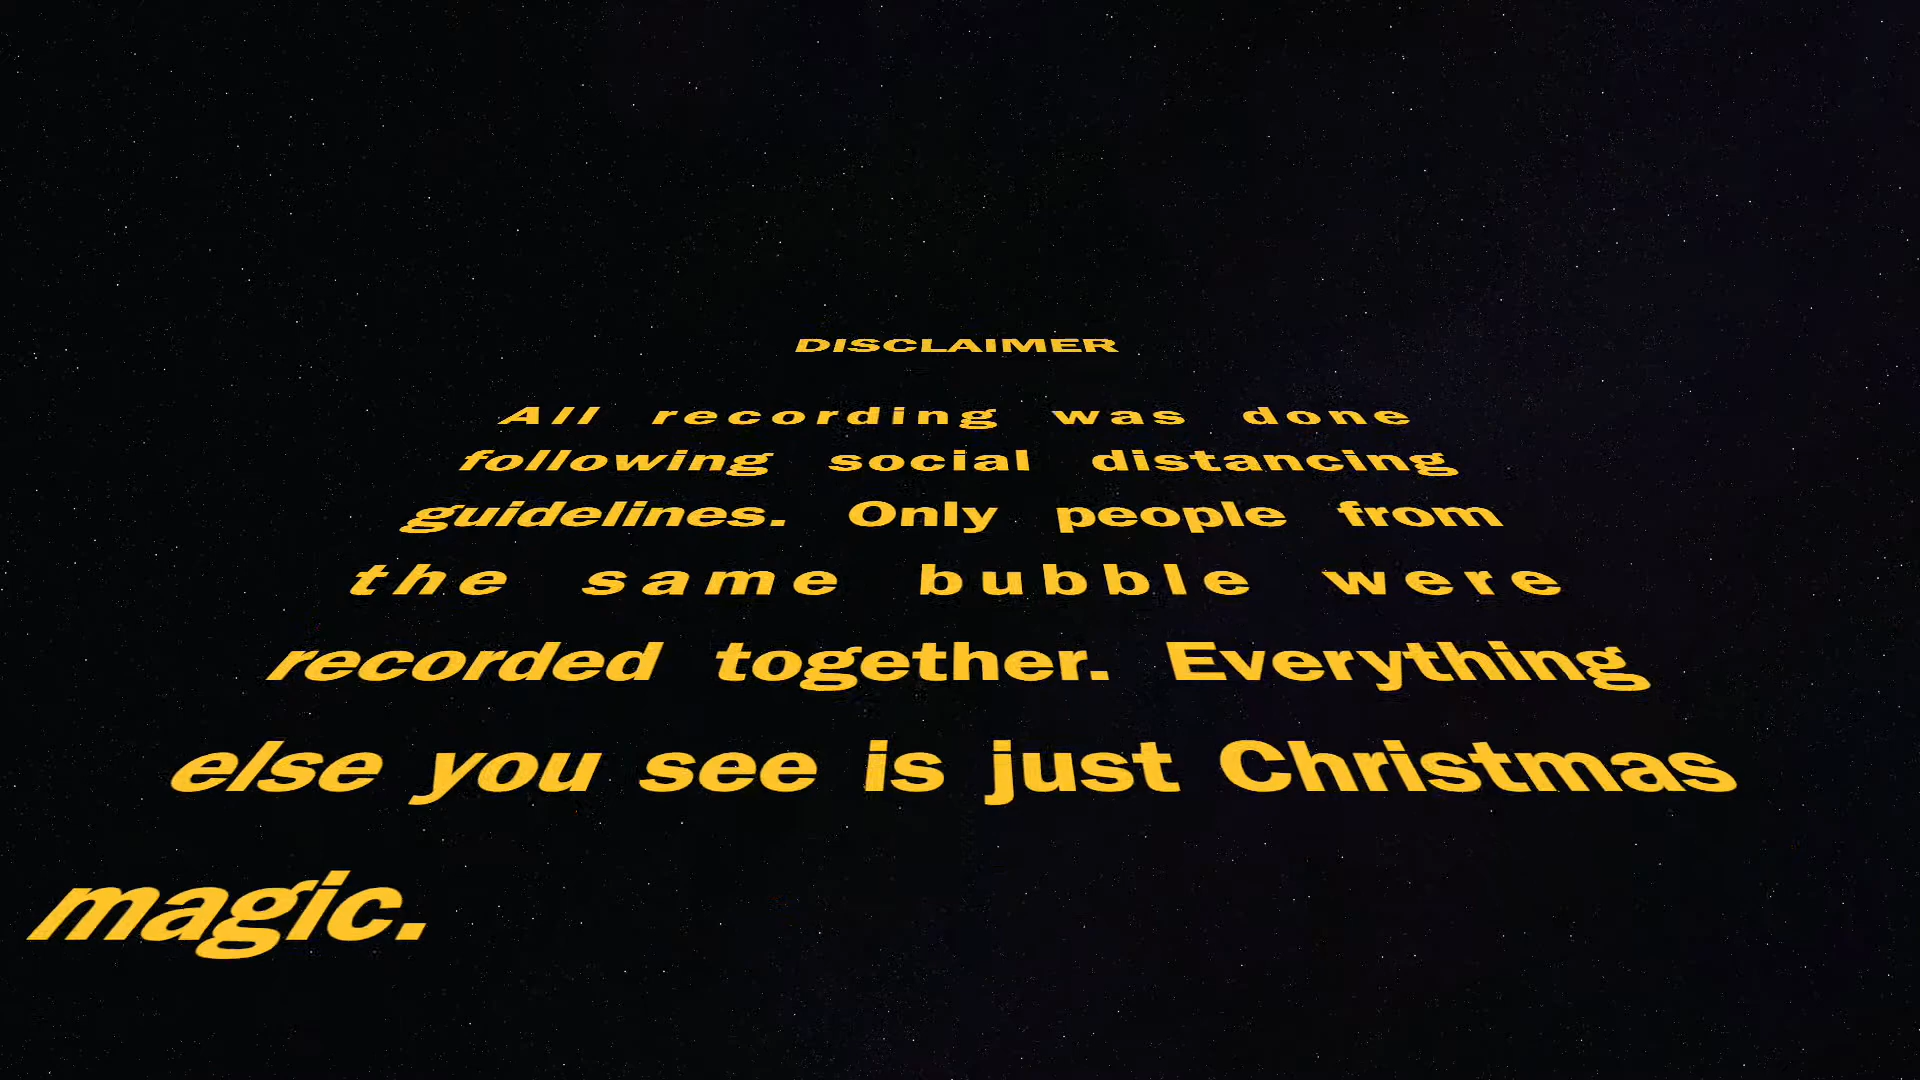 DISCLAIMER
All recording was done
following social distancing
guidelines. Only people from
the same bubble were
recorded together. Everything
else you see is just Christmas
magic.